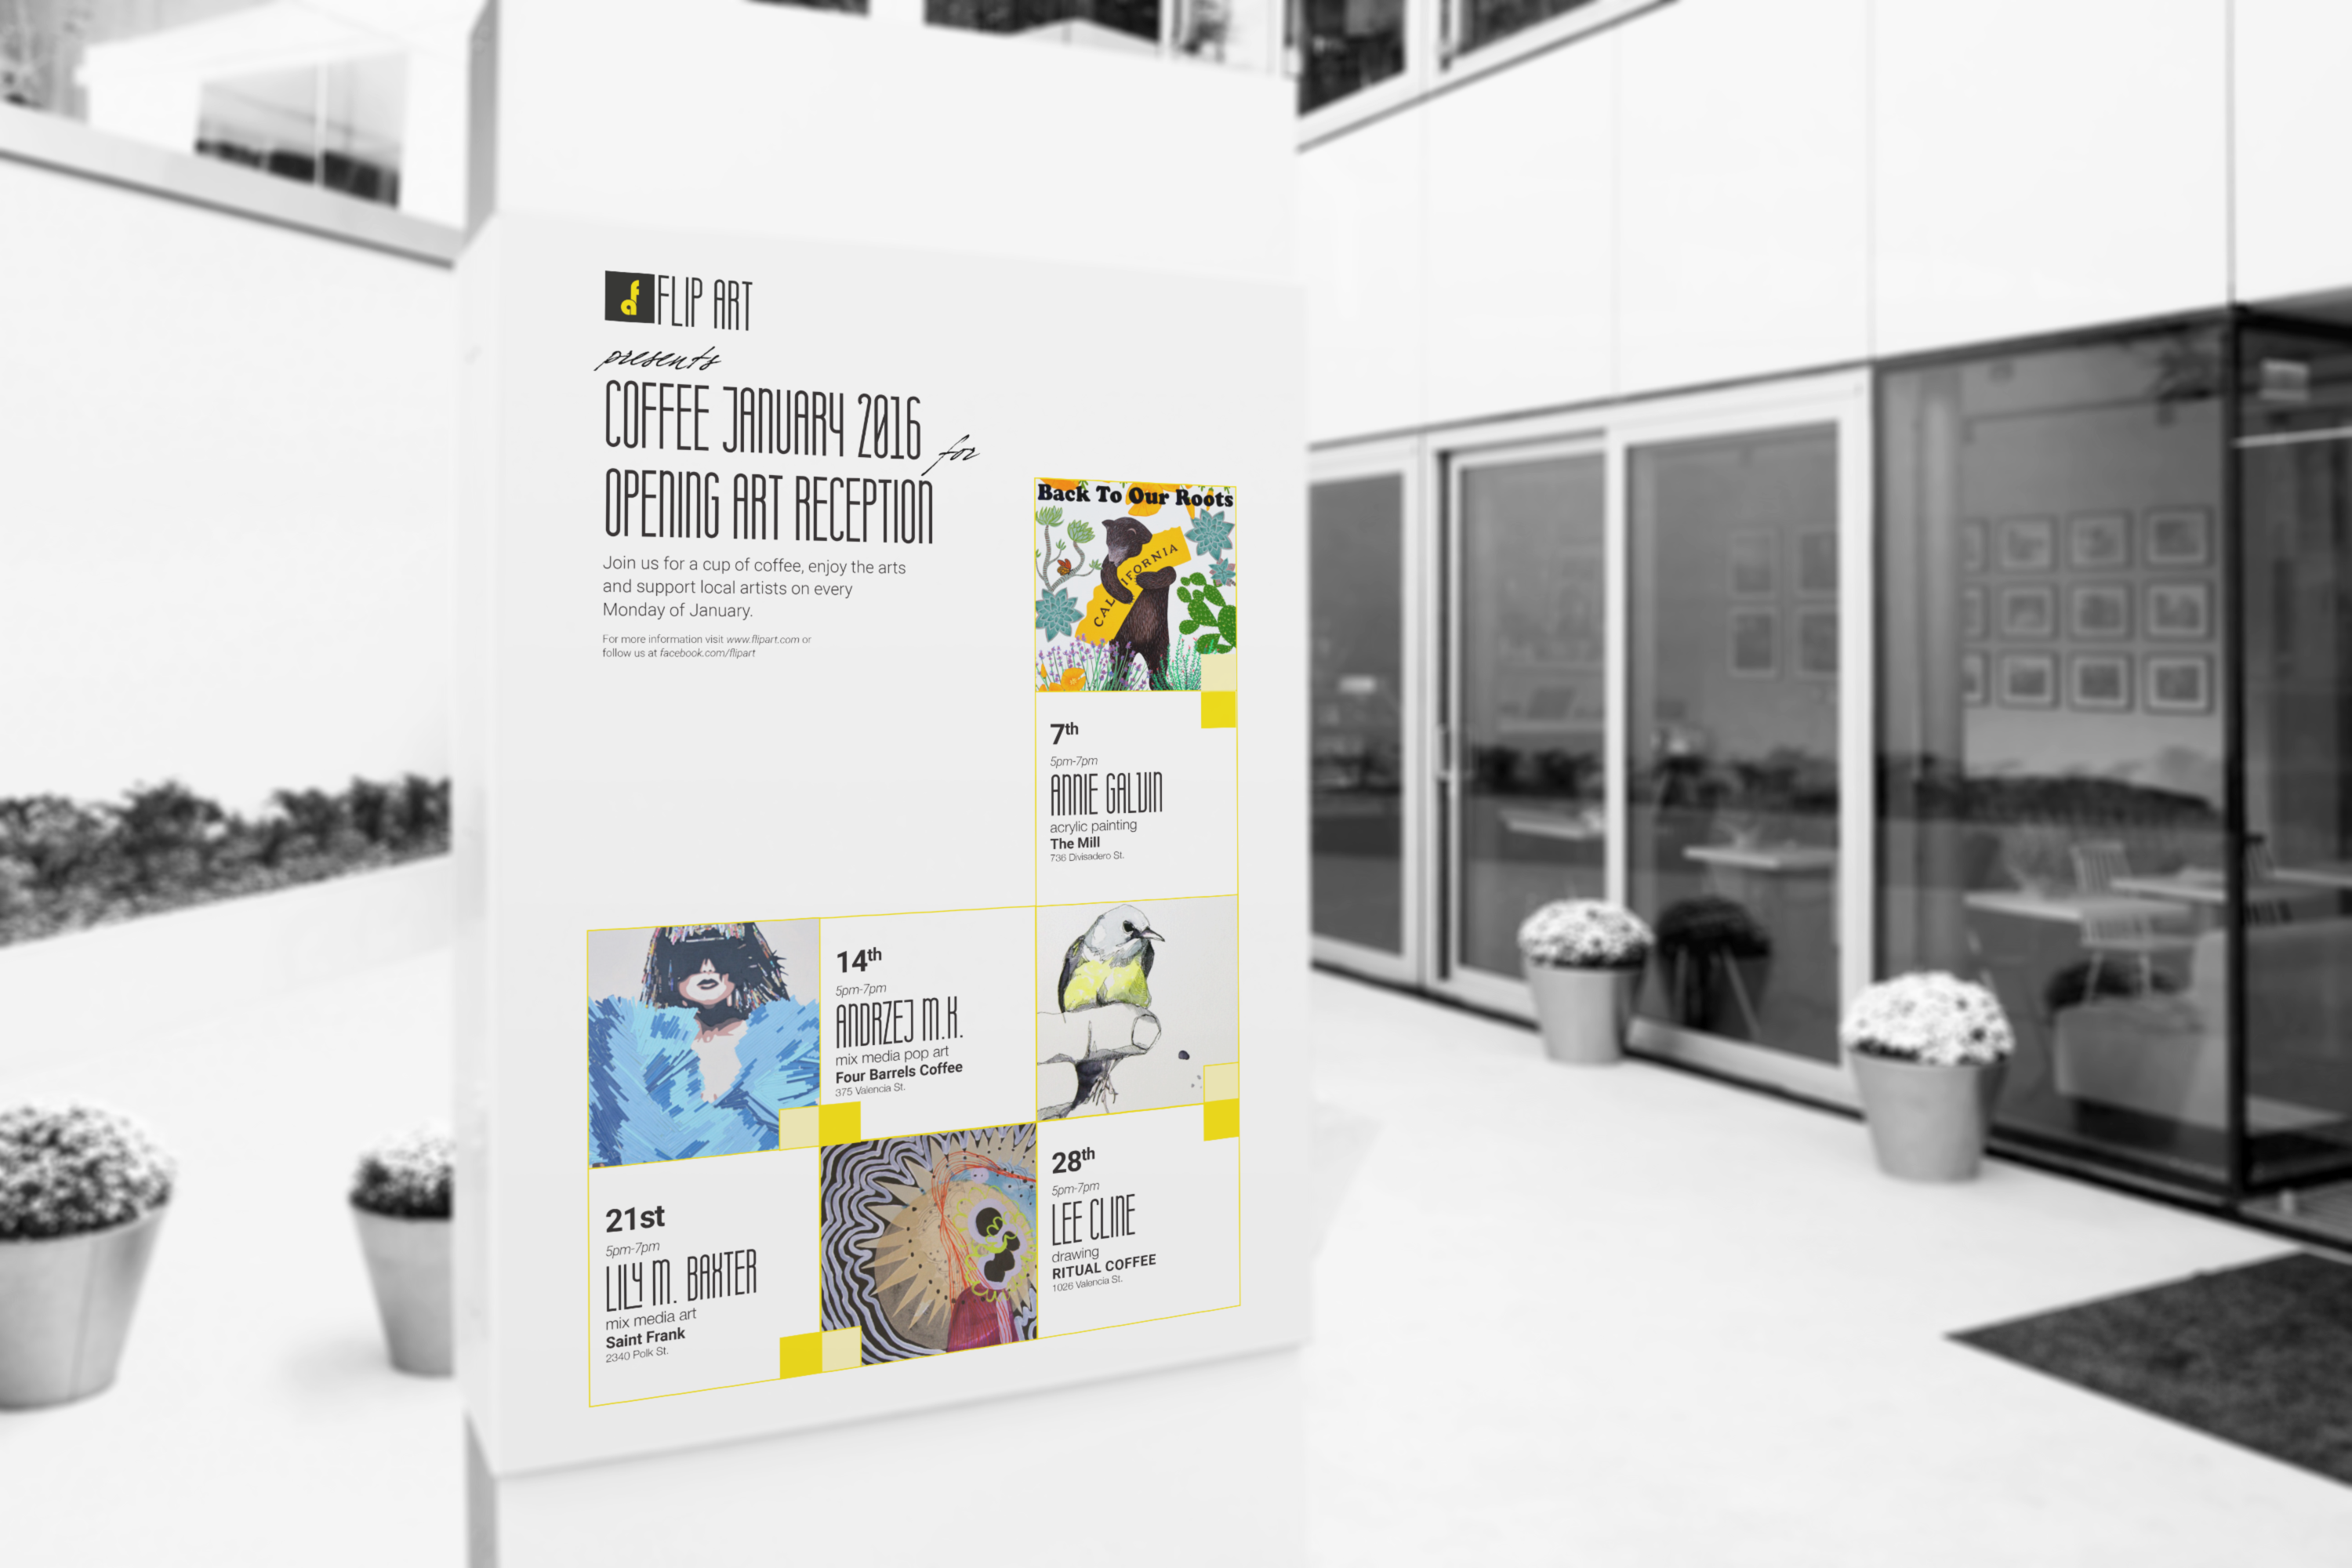 fa FLIP ART
presents
COFFEE JANUARY 2016 for
OPENING ART RECEPTION
Join us for a cup of coffee, enjoy the arts
and support local artists on every
Monday of January.
For more information visit www.flipart.com or
follow us at facebook.com/flipart
Back To Our Roots
CALIFORNIA
7th
5pm-7pm
ANNIE GALVIN
acrylic painting
The Mill
736 Divisadero St.
14th
5pm-7pm
ANDRZEJ M.K.
mix media pop art
Four Barrels Coffee
375 Valencia St.
21st
5pm-7pm
LILY M. BAXTER
mix media art
Saint Frank
2340 Polk St.
28th
5pm-7pm
LEE CLINE
drawing
RITUAL COFFEE
1026 Valencia St.